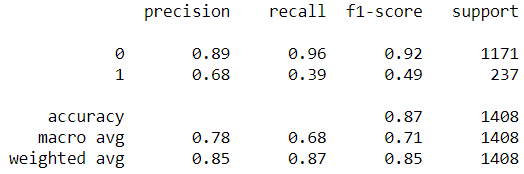 precision recall f1-score support
0 0.89 0.96 0.92 1171
1 0.68 0.39 0.49 237
accuracy 0.87 1408
macro avg 0.78 0.68 0.71 1408
weighted avg 0.85 0.87 0.85 1408